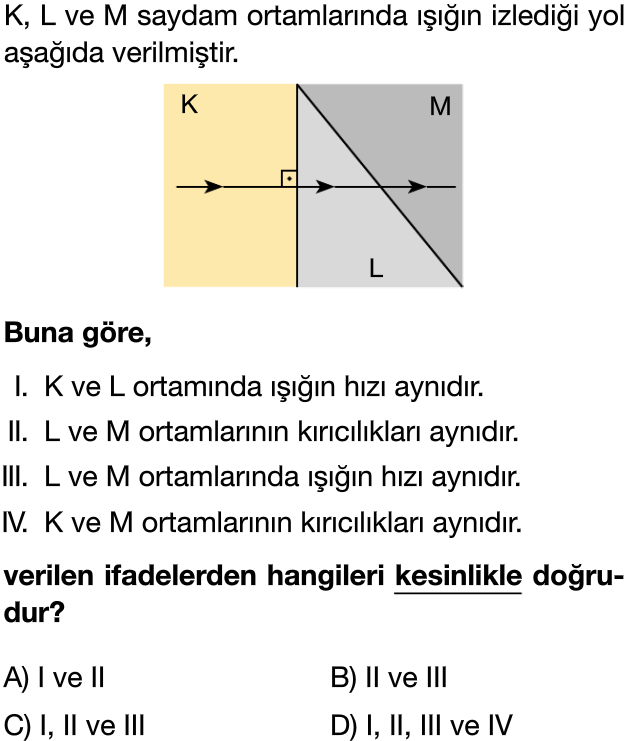 K, L ve M saydam ortamlarında ışığın izlediği yol
aşağıda verilmiştir.
K
M
L
Buna göre,
I. K ve L ortamında ışığın hızı aynıdır.
II. L ve M ortamlarının kırıcılıkları aynıdır.
III. L ve M ortamlarında ışığın hızı aynıdır.
IV. K ve M ortamlarının kırıcılıkları aynıdır.
verilen ifadelerden hangileri kesinlikle doğru-
dur?
A) I ve II B) II ve III
C) I, II ve III D) I, II, III ve IV